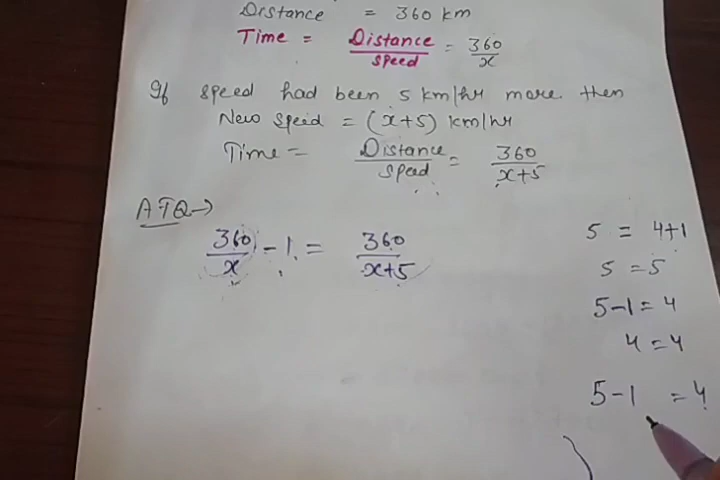 Distance = 360 km
Time = Distance/speed = 360/x
If speed had been 5 km/hr more then
New speed = (x+5) km/hr
Time = Distance/speed = 360/x+5
ATQ→
360/x - 1 = 360/x+5
5 = 4+1
5 = 5
5-1 = 4
4 = 4
5-1 = 4